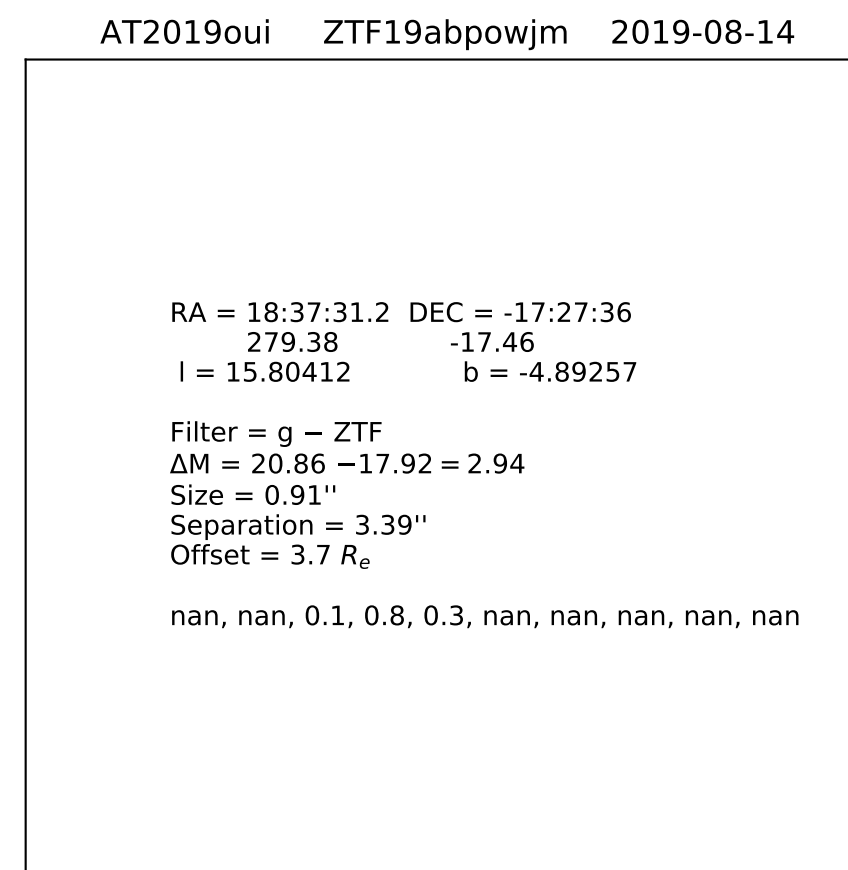 AT2019oui ZTF19abpowjm 2019-08-14
RA = 18:37:31.2 DEC = -17:27:36
279.38 -17.46
l = 15.80412 b = -4.89257
Filter = g − ZTF
ΔM = 20.86 −17.92 = 2.94
Size = 0.91''
Separation = 3.39''
Offset = 3.7 Re
nan, nan, 0.1, 0.8, 0.3, nan, nan, nan, nan, nan